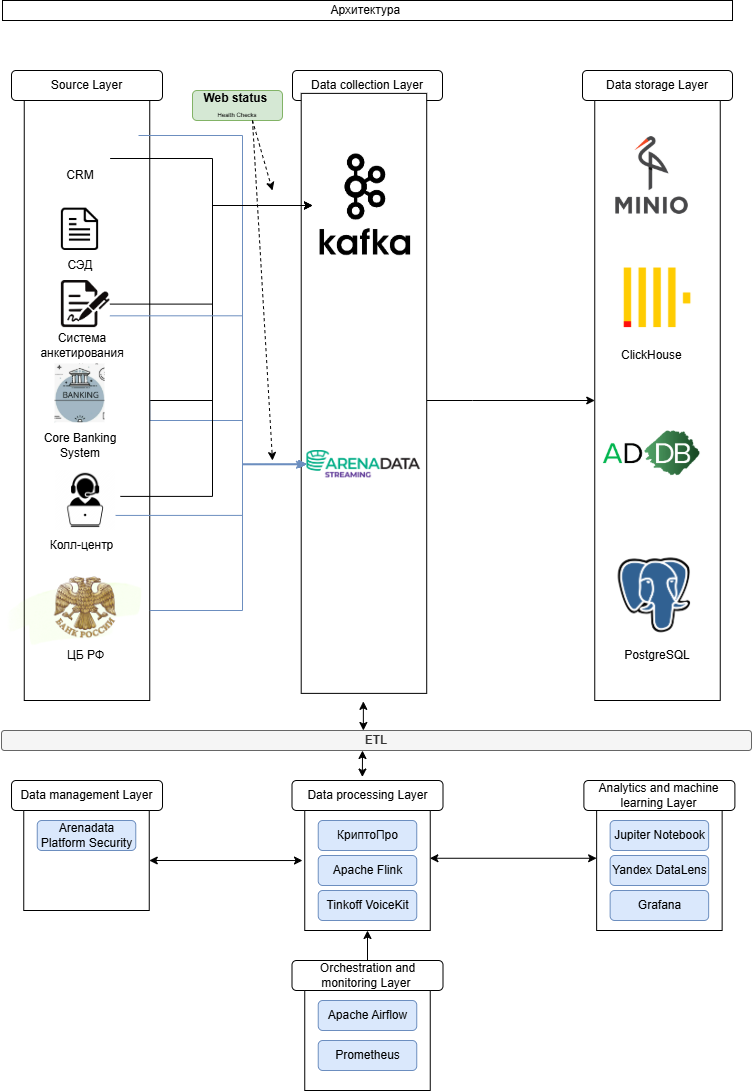 Архитектура
Source Layer
Data collection Layer
Data storage Layer
Web status
Health Checks
CRM
СЭД
Система
анкетирования
BANKING
Core Banking
System
Колл-центр
БАНК РОССИИ
ЦБ РФ
kafka
ARENADATA
STREAMING
MINIO
ClickHouse
ADDB
PostgreSQL
ETL
Data management Layer
Arenadata
Platform Security
Data processing Layer
КриптоПро
Apache Flink
Tinkoff VoiceKit
Analytics and machine
learning Layer
Jupiter Notebook
Yandex DataLens
Grafana
Orchestration and
monitoring Layer
Apache Airflow
Prometheus